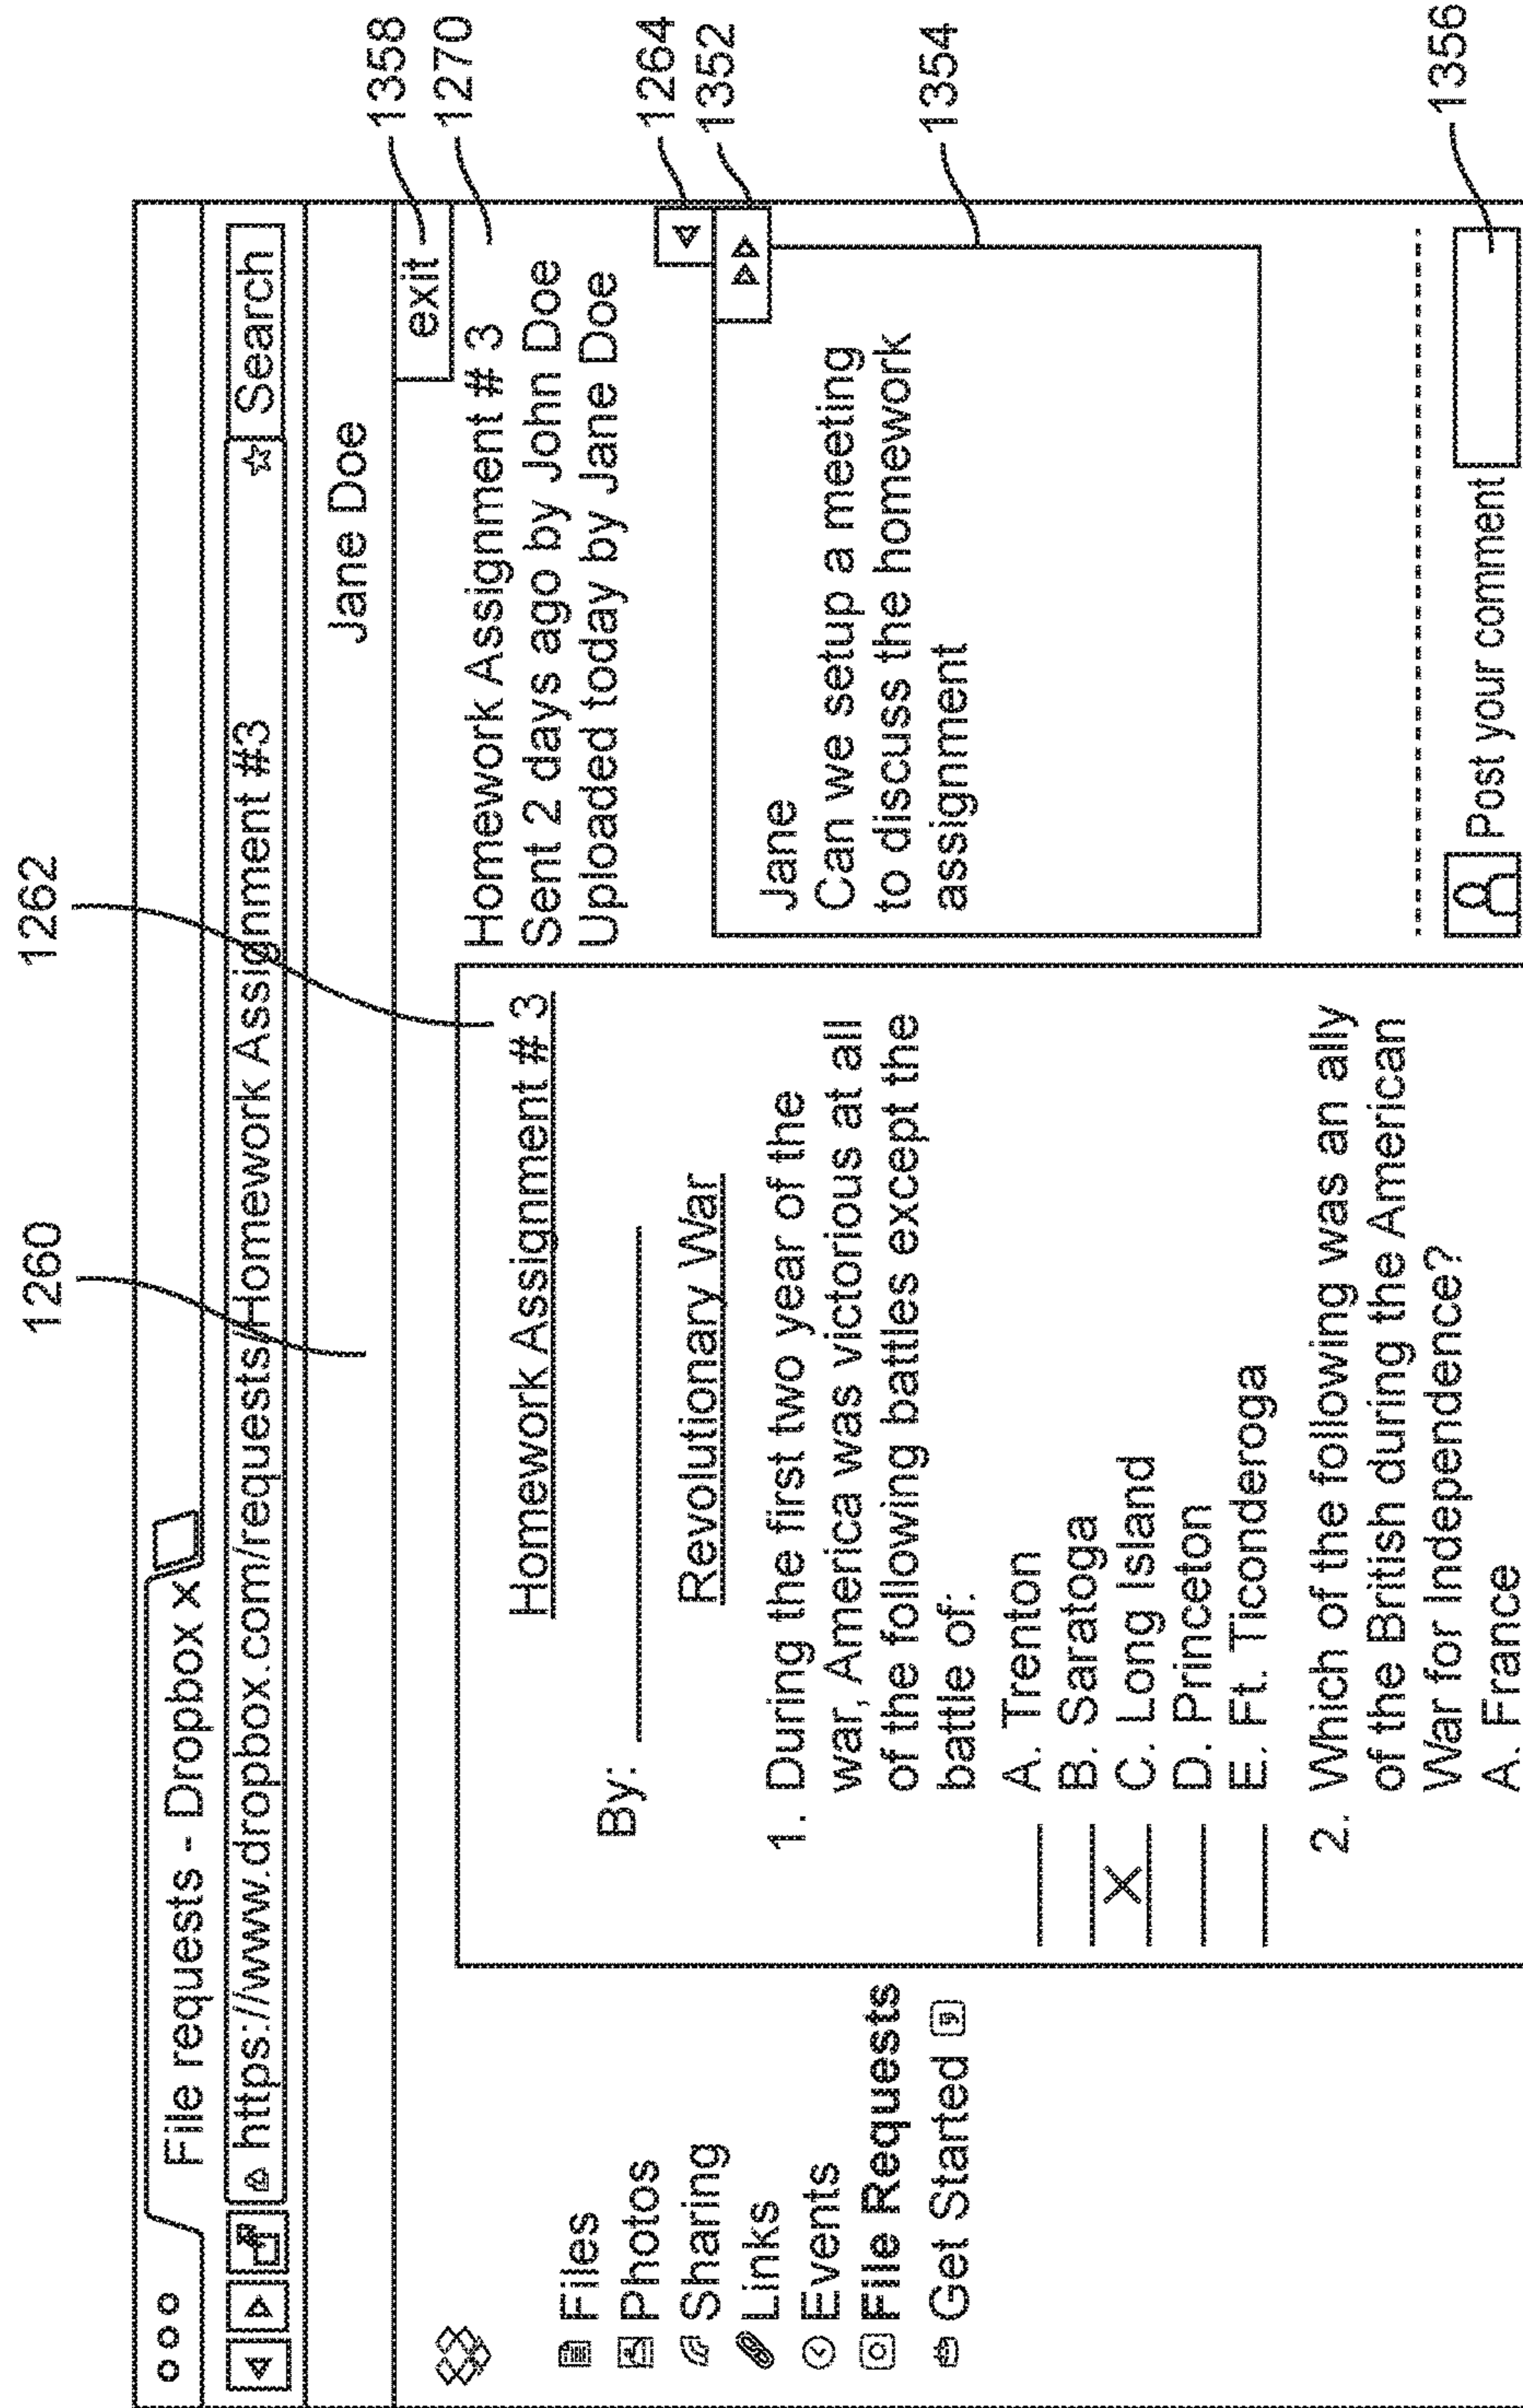 1260
1262
File requests - Dropbox x
https://www.dropbox.com/requests/Homework Assignment #3
Search
Jane Doe
exit
1358
1270
Files
Photos
Sharing
Links
Events
File Requests
Get Started
Homework Assignment # 3
By:
Revolutionary War
1. During the first two year of the
war, America was victorious at all
of the following battles except the
battle of:
A. Trenton
B. Saratoga
X C. Long Island
D. Princeton
E. Ft. Ticonderoga
2. Which of the following was an ally
of the British during the American
War for Independence?
A. France
Homework Assignment # 3
Sent 2 days ago by John Doe
Uploaded today by Jane Doe
1264
1352
Jane
Can we setup a meeting
to discuss the homework
assignment
1354
Post your comment
1356